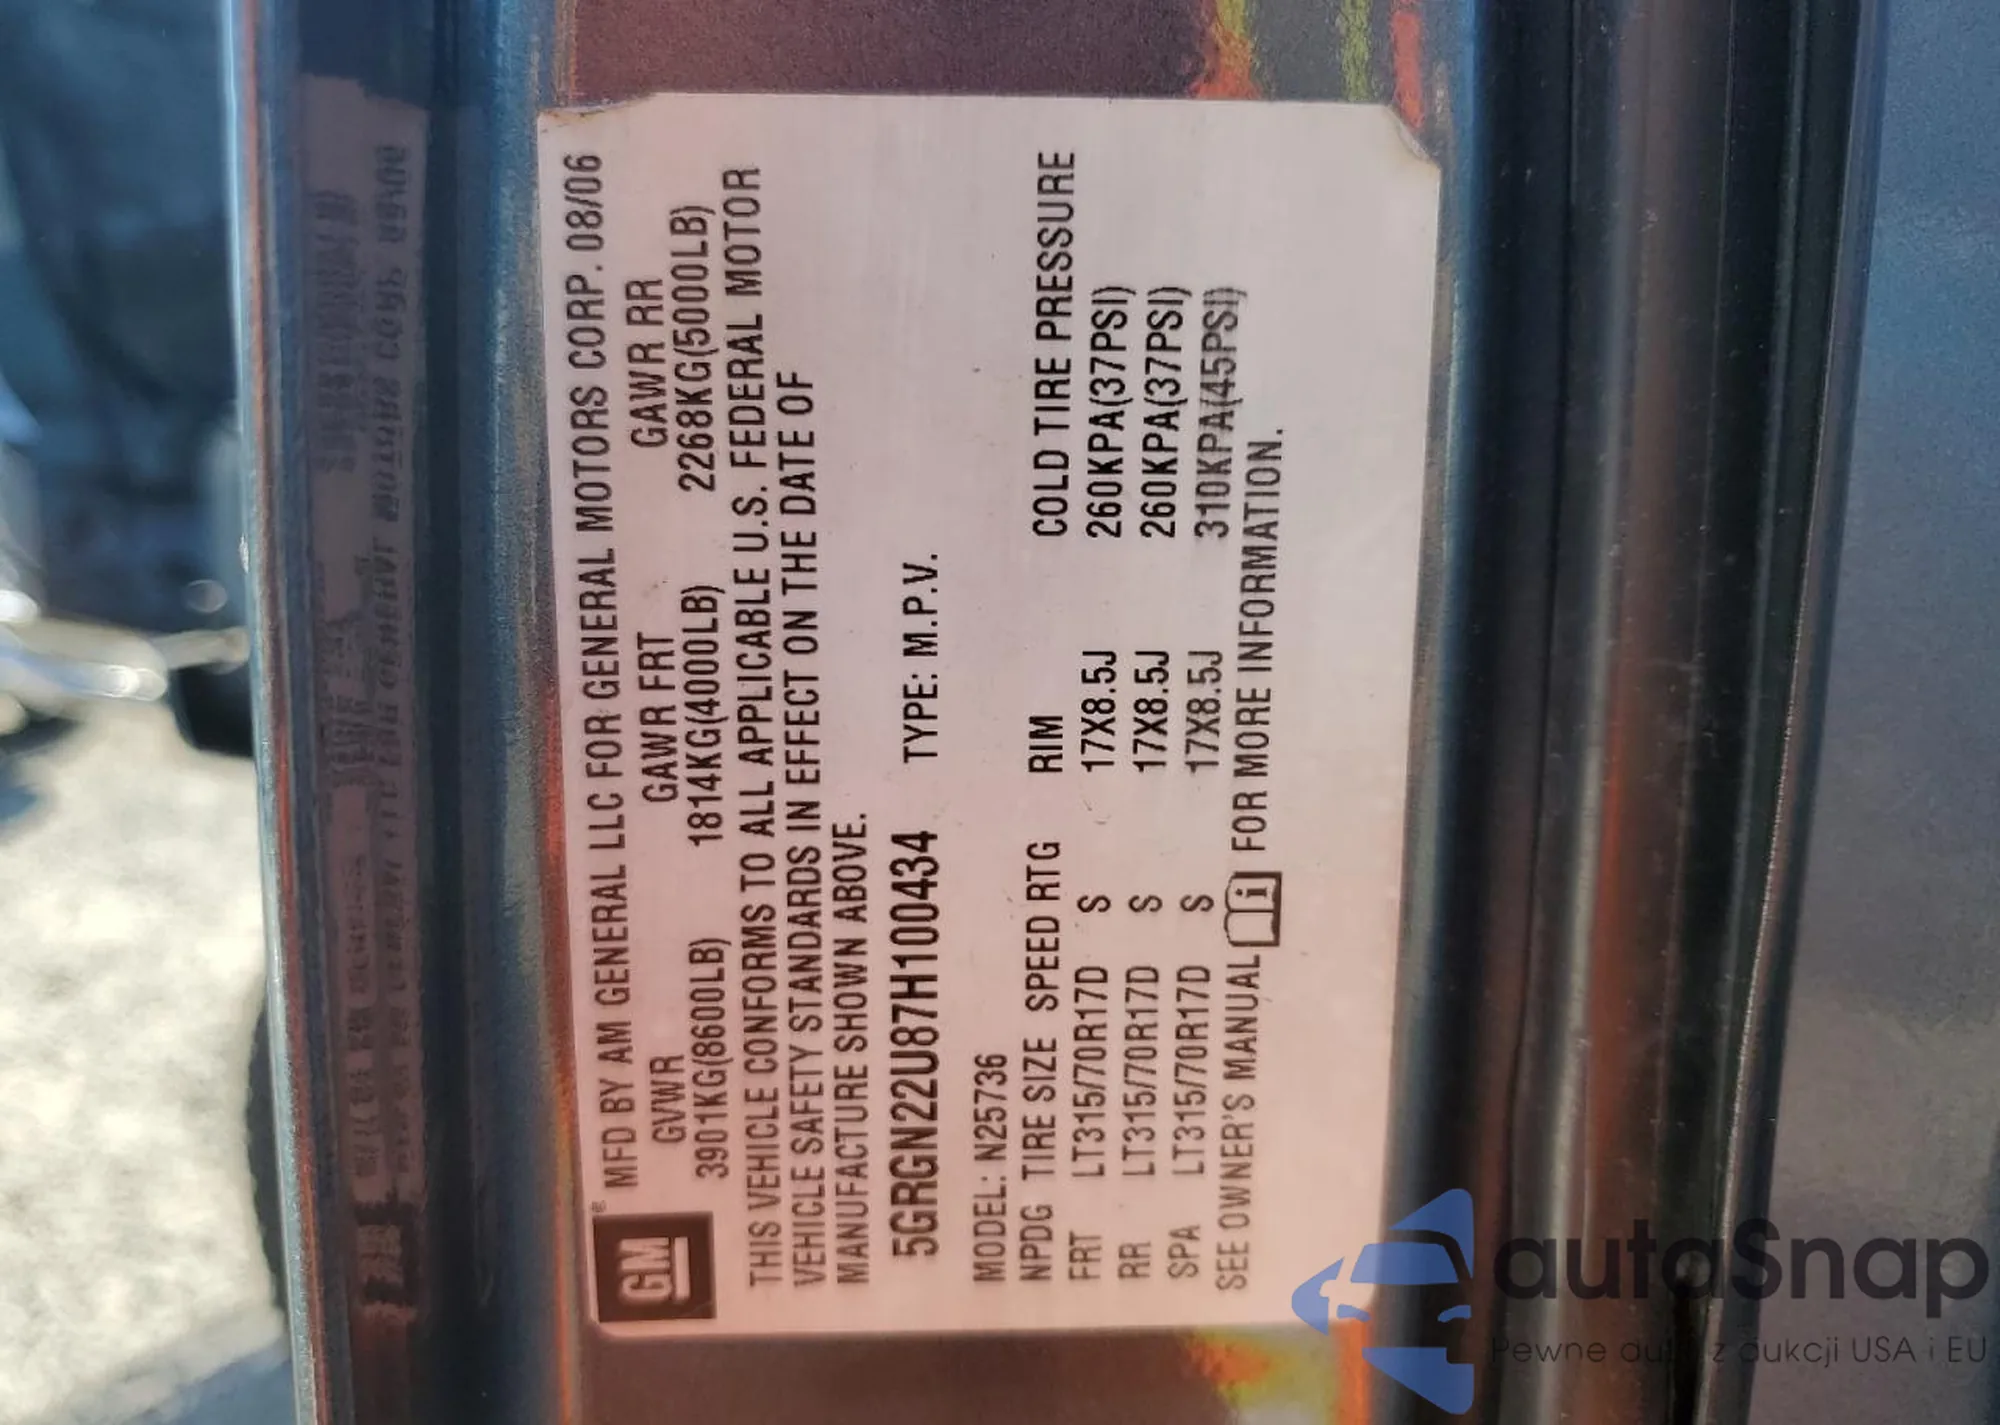 GM ® MFD BY AM GENERAL LLC FOR GENERAL MOTORS CORP. 08/06
GVWR GAWR FRT GAWR RR
3901KG(8600LB) 1814KG(4000LB) 2268KG(5000LB)
THIS VEHICLE CONFORMS TO ALL APPLICABLE U.S. FEDERAL MOTOR
VEHICLE SAFETY STANDARDS IN EFFECT ON THE DATE OF
MANUFACTURE SHOWN ABOVE.
5GRGN22U87H100434 TYPE: M.P.V.
MODEL: N25736
NPDG TIRE SIZE SPEED RTG RIM COLD TIRE PRESSURE
FRT LT315/70R17D S 17X8.5J 260KPA(37PSI)
RR LT315/70R17D S 17X8.5J 260KPA(37PSI)
SPA LT315/70R17D S 17X8.5J 310KPA(45PSI)
SEE OWNER'S MANUAL i FOR MORE INFORMATION.
autaSnap
Pewne auta z aukcji USA i EU